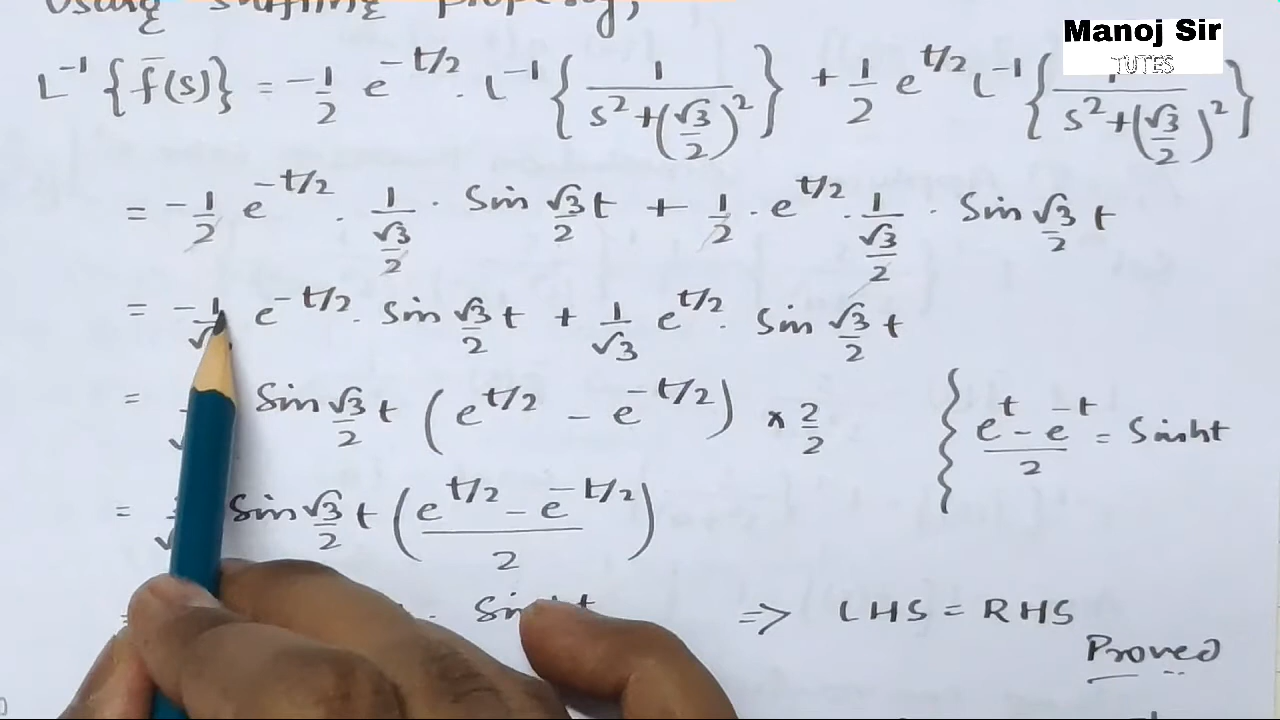 Using shifting property,
Manoj Sir
TUTES
L⁻¹{f̄(s)} = -1/2 e^(-t/2) . L⁻¹{1/(s²+(√3/2)²)} + 1/2 e^(t/2) L⁻¹{1/(s²+(√3/2)²)}
= -1/2 e^(-t/2) . 1/(√3/2) . Sin √3/2 t + 1/2 . e^(t/2) . 1/(√3/2) . Sin √3/2 t
= -1/√ e^(-t/2) . Sin √3/2 t + 1/√3 e^(t/2) . Sin √3/2 t
= Sin √3/2 t (e^(t/2) - e^(-t/2)) × 2/2 { (e^t - e^(-t))/2 = Sinht
= Sin √3/2 t ((e^(t/2) - e^(-t/2))/2)
=> LHS = RHS
Proved